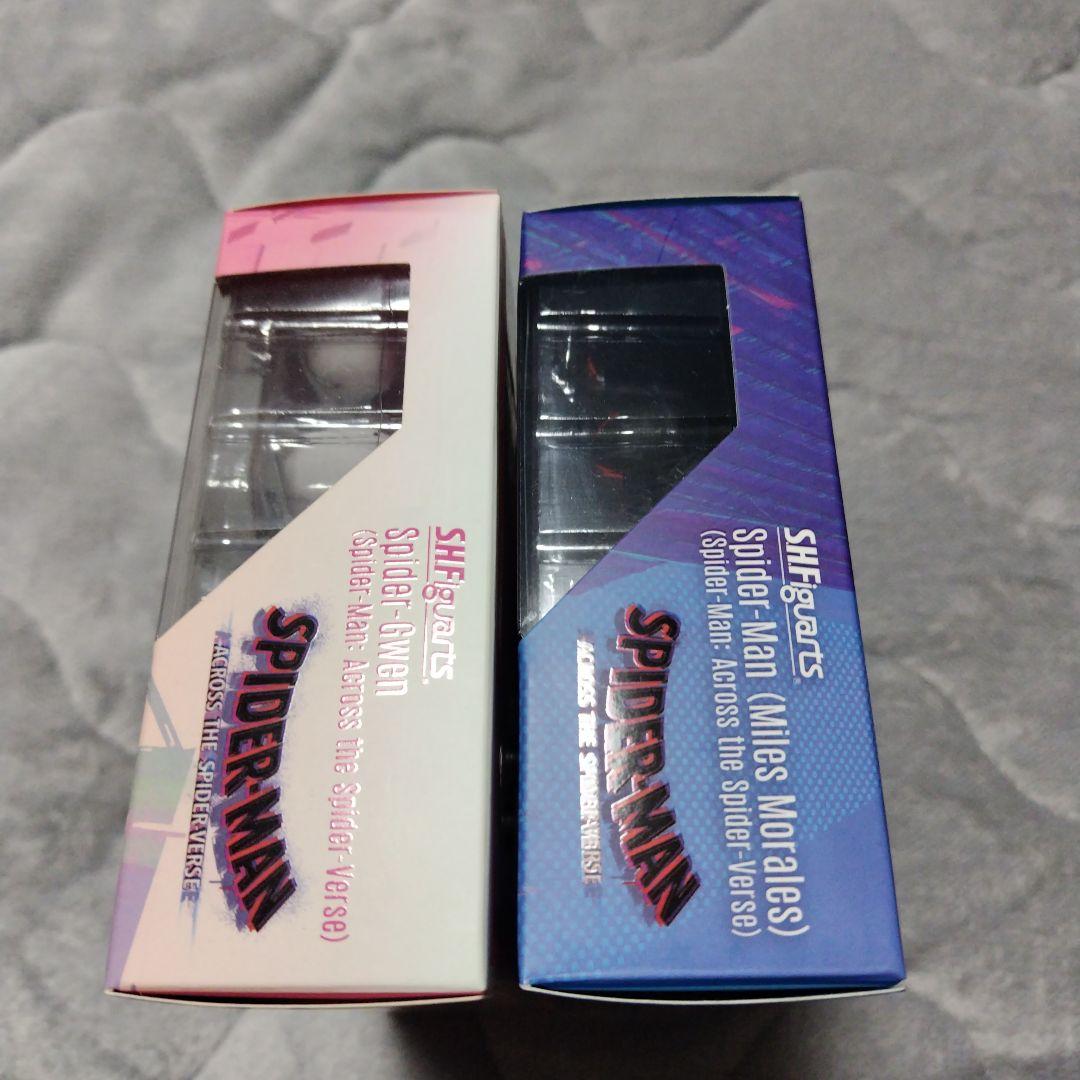 S.H.Figuarts
Spider-Gwen
(Spider-Man: Across the Spider-Verse)
SPIDER-MAN
ACROSS THE SPIDER-VERSE
S.H.Figuarts
Spider-Man (Miles Morales)
(Spider-Man: Across the Spider-Verse)
SPIDER-MAN
ACROSS THE SPIDER-VERSE